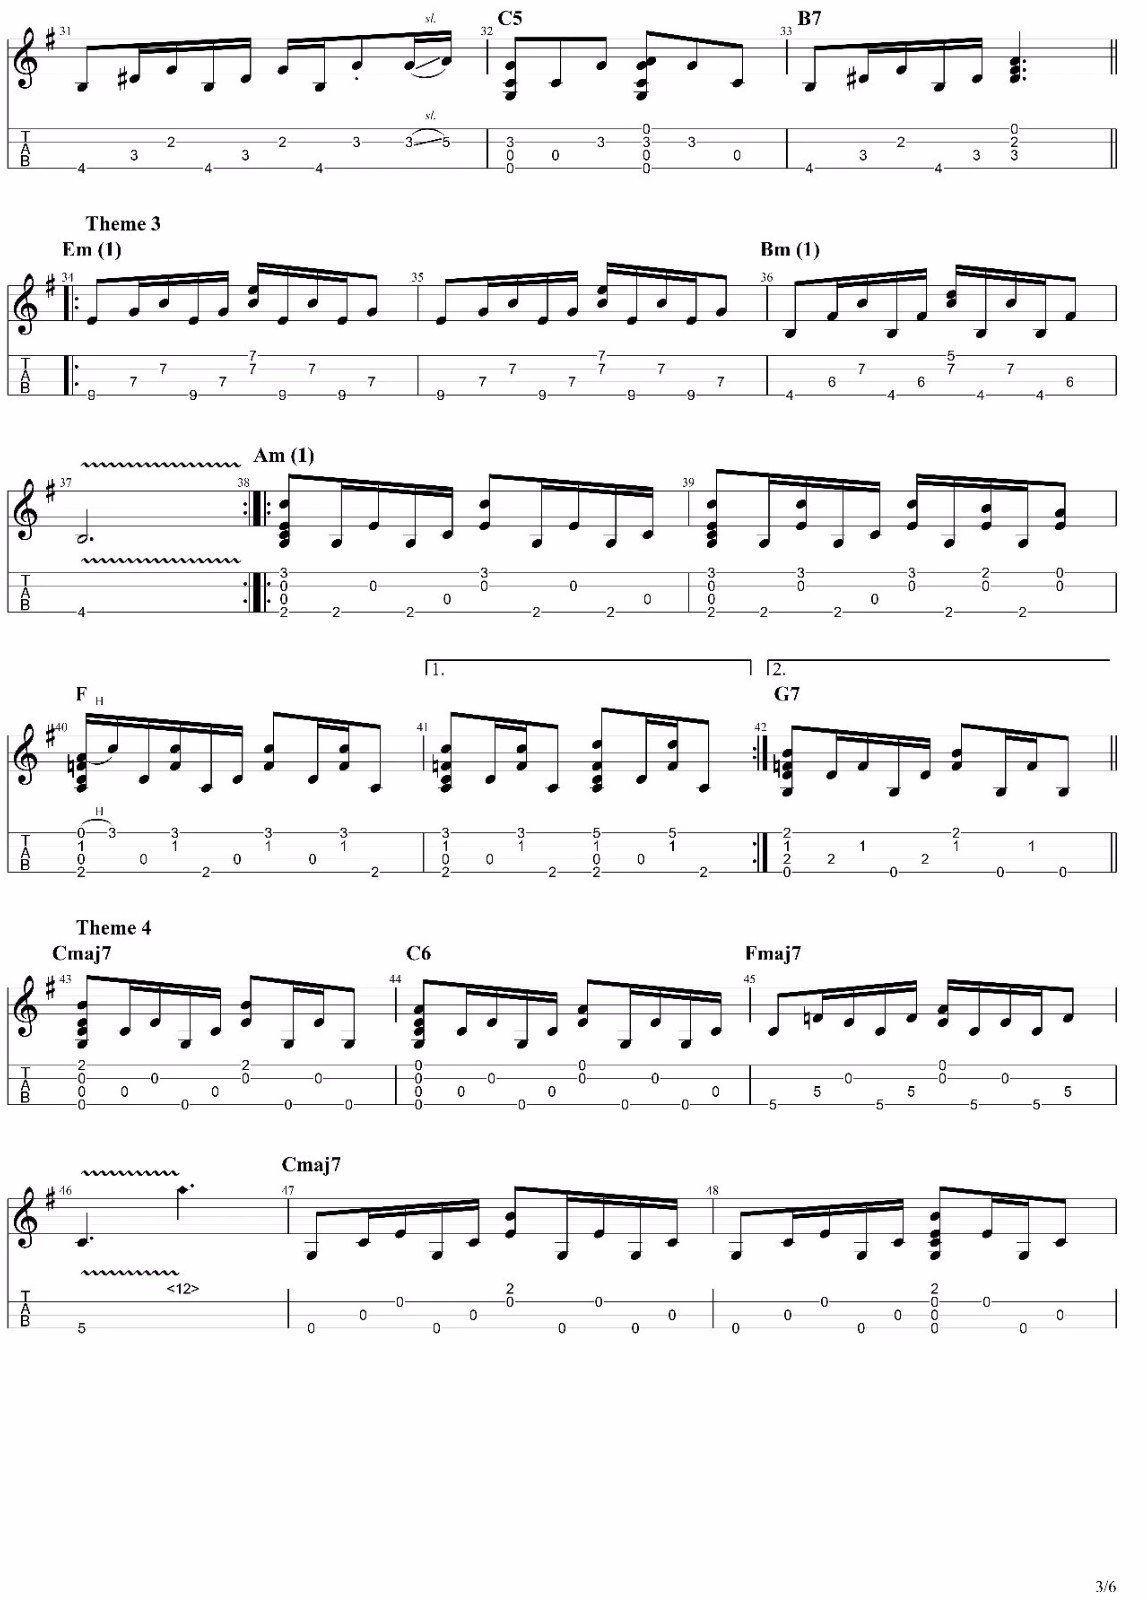 31 sl. 32 C5 33 B7
sl.
T 2 2 3 3 5 3 0 3 3 3 2 0 2
A 3 3 0 0 0 0 3 3 3
B 4 4 4 0 0 4 4
Theme 3
Em (1) Bm (1)
34 35 36
T 7 7 7 7 7 7 7 7 5 7 7
A 7 7 7 7 7 7 6 6 6
B 9 9 9 9 9 9 9 9 4 4 4 4
Am (1)
37 38 39
T 3 0 0 3 0 0 3 0 3 0 3 0 2 0 0 0
A 0 0 0 0 0
B 4 2 2 2 2 2 2 2 2 2 2
1. 2.
F G7
40 H 41 42
H
T 0 3 1 3 1 3 1 3 1 3 1 3 1 5 1 5 1 2 1 1 2 1 1
A 0 0 0 0 0 0 0 0 2 2 2
B 2 2 2 2 2 2 2 0 0 0 0
Theme 4
Cmaj7 C6 Fmaj7
43 44 45
T 2 0 0 2 0 0 0 0 0 0 0 0 0 0 0 0
A 0 0 0 0 0 0 0 5 5 5
B 0 0 0 0 0 0 0 0 5 5 5 5
Cmaj7
46 47 48
T <12> 0 2 0 0 0 2 0 0
A 0 0 0 0 0 0 0
B 5 0 0 0 0 0 0 0 0
3/6